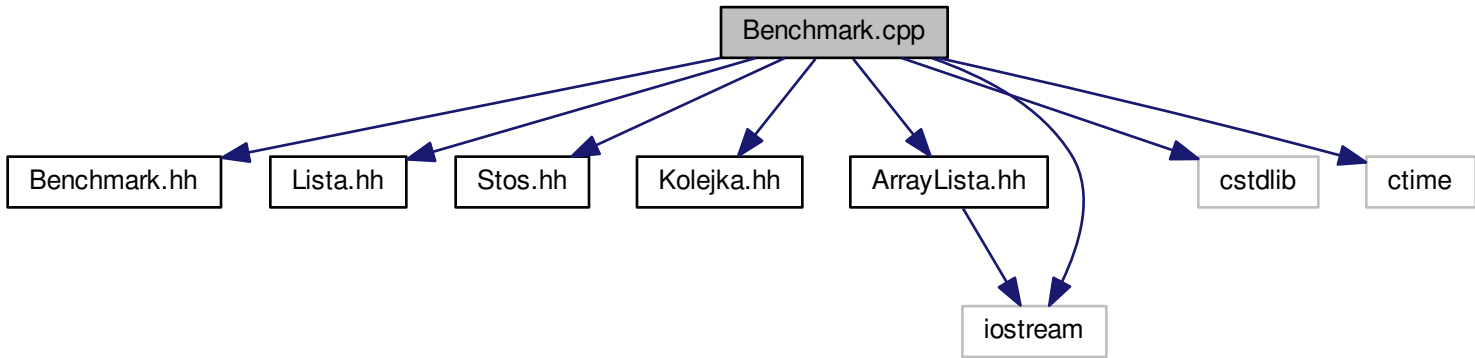 Benchmark.cpp
Benchmark.hh
Lista.hh
Stos.hh
Kolejka.hh
ArrayLista.hh
cstdlib
ctime
iostream